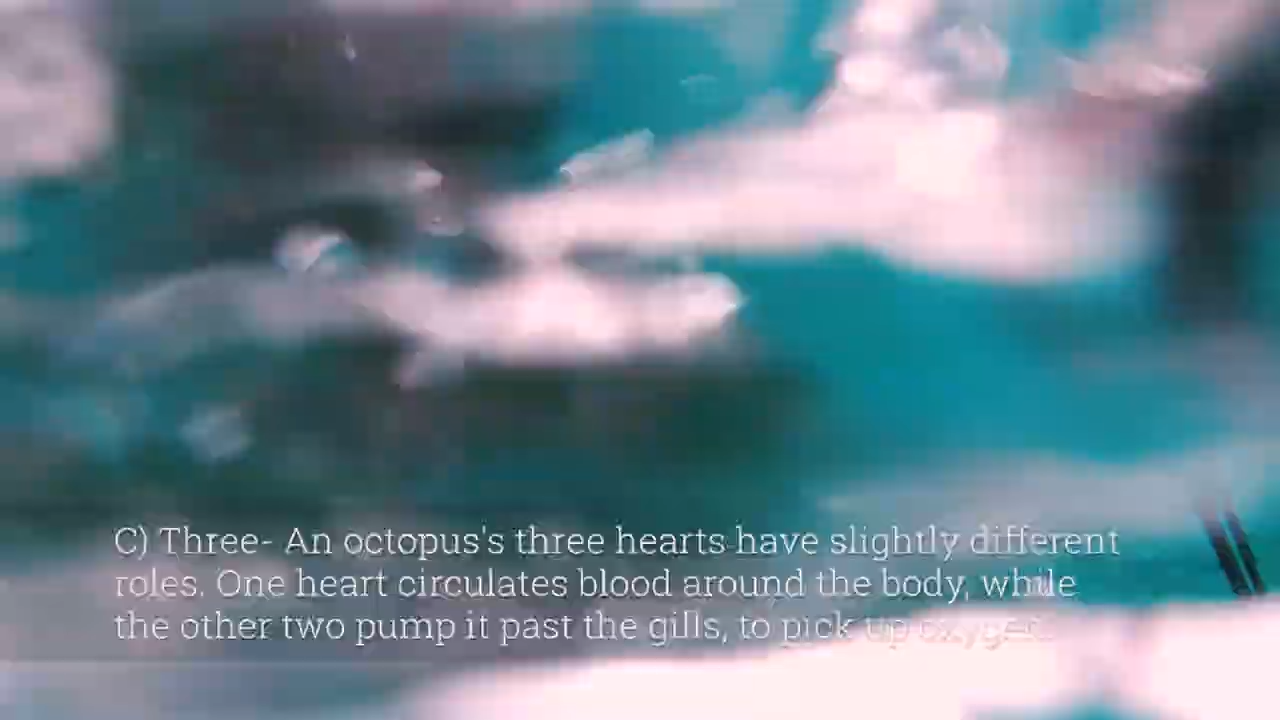 C) Three- An octopus's three hearts have slightly different
roles. One heart circulates blood around the body, while
the other two pump it past the gills, to pick up oxygen.